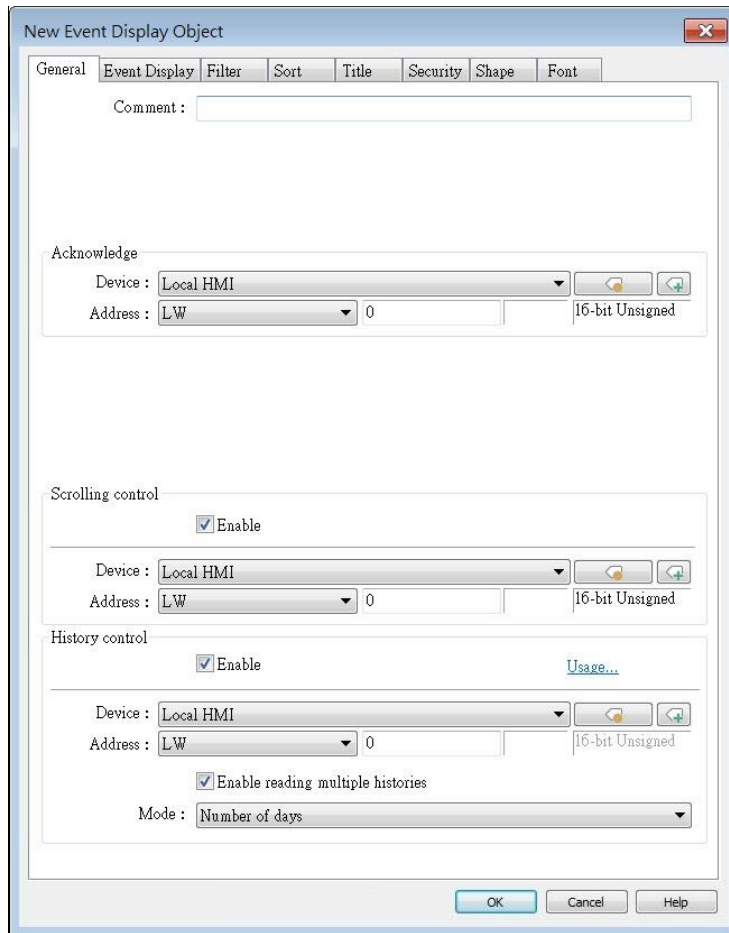 New Event Display Object
General Event Display Filter Sort Title Security Shape Font
Comment :
Acknowledge
Device : Local HMI
Address : LW 0 16-bit Unsigned
Scrolling control
Enable
Device : Local HMI
Address : LW 0 16-bit Unsigned
History control
Enable Usage...
Device : Local HMI
Address : LW 0 16-bit Unsigned
Enable reading multiple histories
Mode : Number of days
OK Cancel Help